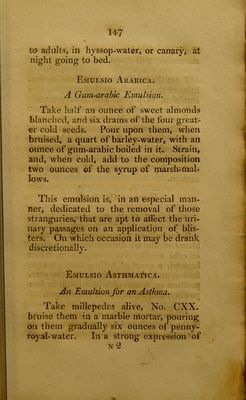 147
to adults, in hyssop-water, or canary, at
night going to bed.
EMULSIO ARABICA.
A Gum-arabic Emulsion.
Take half an ounce of sweet almonds
blanched, and six drams of the four great-
er cold seeds. Pour upon them, when
bruised, a quart of barley-water, with an
ounce of gum-arabic boiled in it. Strain,
and, when cold, add to the composition
two ounces of the syrup of marsh-mal-
lows.
This emulsion is, in an especial man-
ner, dedicated to the removal of those
stranguries, that are apt to affect the uri-
nary passages on an application of blis-
ters. On which occasion it may be drank
discretionally.
EMULSIO ASTHMATICA.
An Emulsion for an Asthma.
Take millepedes alive, No. CXX.
bruise them in a marble mortar, pouring
on them gradually six ounces of penny-
royal-water. In a strong expression of
N 2